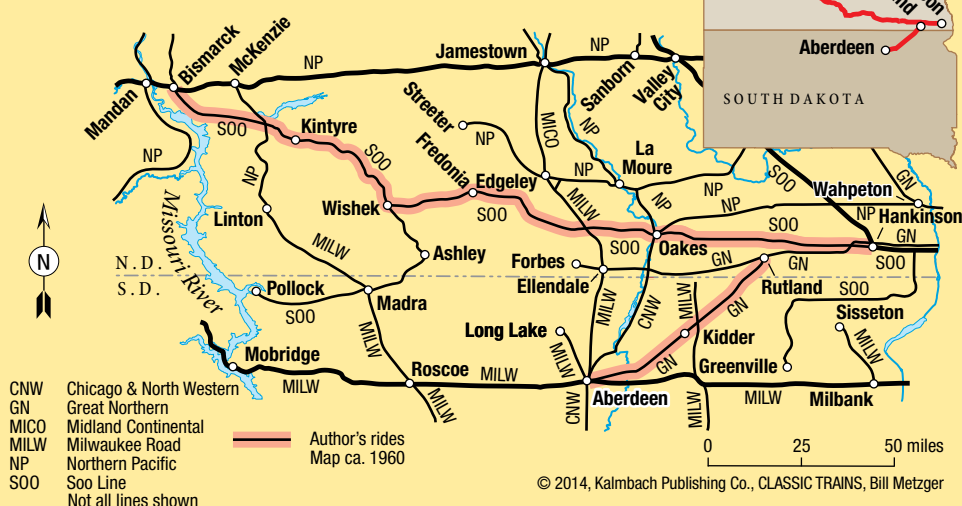 Aberdeen
SOUTH DAKOTA
Mandan
Bismarck
McKenzie
NP
Jamestown
NP
Sanborn
Valley
City
Streeter
NP
MICO
NP
La
Moure
SOO
Kintyre
SOO
Fredonia
Edgeley
NP
MILW
NP
NP
SOO
Wahpeton
GN
NP
NP
Linton
Wishek
SOO
SOO
Oakes
SOO
NP
Hankinson
GN
SOO
Missouri River
MILW
Ashley
Forbes
Ellendale
GN
GN
Rutland
N.D.
S.D.
Pollock
SOO
Madra
MILW
CNW
MILW
GN
SOO
Sisseton
Long Lake
MILW
Kidder
Greenville
MILW
N
Mobridge
MILW
MILW
Roscoe
MILW
MILW
Aberdeen
CNW
GN
MILW
MILW
Milbank
CNW Chicago & North Western
GN Great Northern
MICO Midland Continental
MILW Milwaukee Road
NP Northern Pacific
SOO Soo Line
Not all lines shown
Author's rides
Map ca. 1960
0 25 50 miles
© 2014, Kalmbach Publishing Co., CLASSIC TRAINS, Bill Metzger